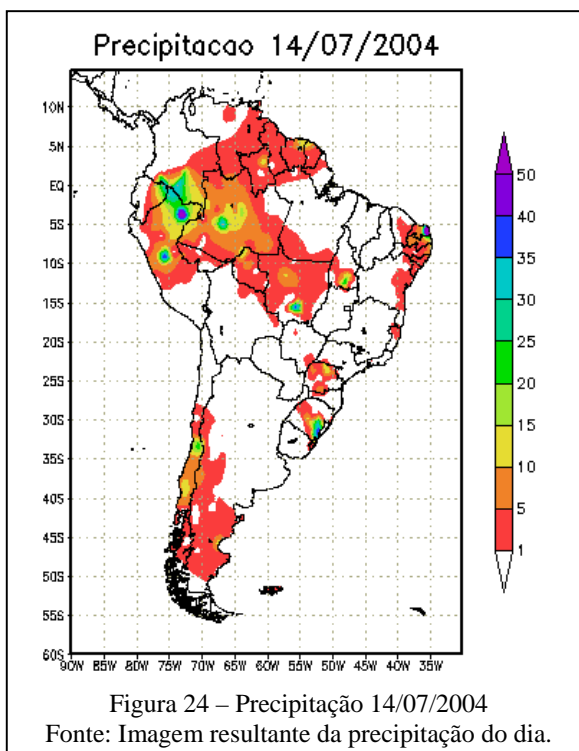 Precipitacao 14/07/2004
10N
5N
EQ
5S
10S
15S
20S
25S
30S
35S
40S
45S
50S
55S
60S
90W 85W 80W 75W 70W 65W 60W 55W 50W 45W 40W 35W
50
40
35
30
25
20
15
10
5
1
Figura 24 – Precipitação 14/07/2004
Fonte: Imagem resultante da precipitação do dia.